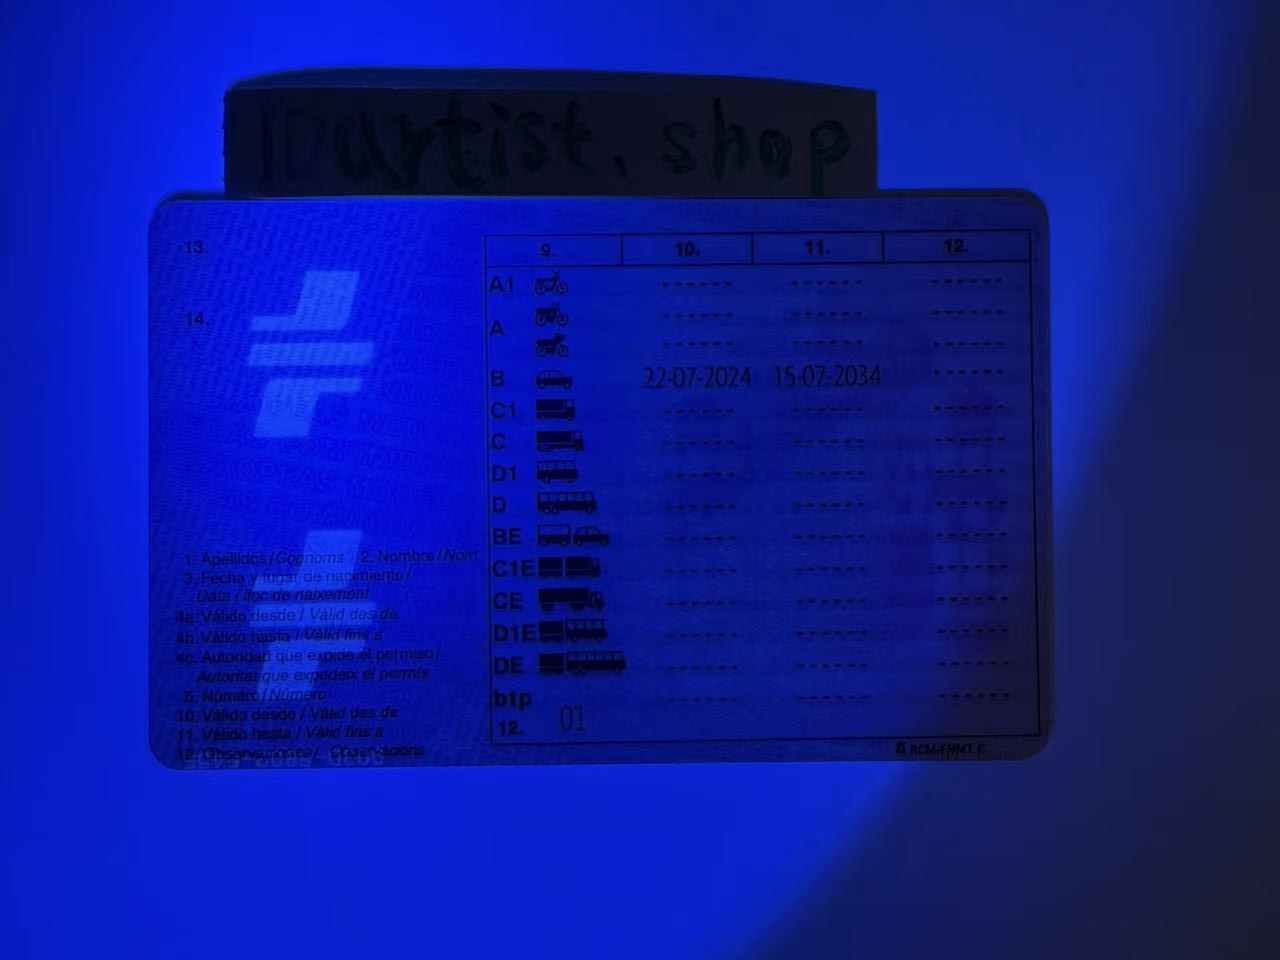 IDartist.shop
13.
14.
9. 10. 11. 12.
A1 ------ ------ ------
------ ------ ------
A
------ ------
B 22-07-2024 15-07-2034 ------
C1 ------ ------ ------
C ------ ------ ------
D1 ------ ------ ------
D ------ ------ ------
BE ------ ------ ------
C1E ------ ------ ------
CE ------ ------ ------
D1E ------ ------ ------
DE ------ ------ ------
btp ------ ------
12. 01
1. Apellidos/Cognoms 2. Nombre/Nom
3. Fecha y lugar de nacimiento/
Data i lloc de naixement
4a. Válido desde / Vàlid des de
4b. Válido hasta / Vàlid fins a
4c. Autoridad que expide el permiso/
Autoritat que expedeix el permís
5. Número/Número
10. Válido desde / Vàlid des de
11. Válido hasta / Vàlid fins a
12. Observaciones/ Observacions
RCM-FNMT C